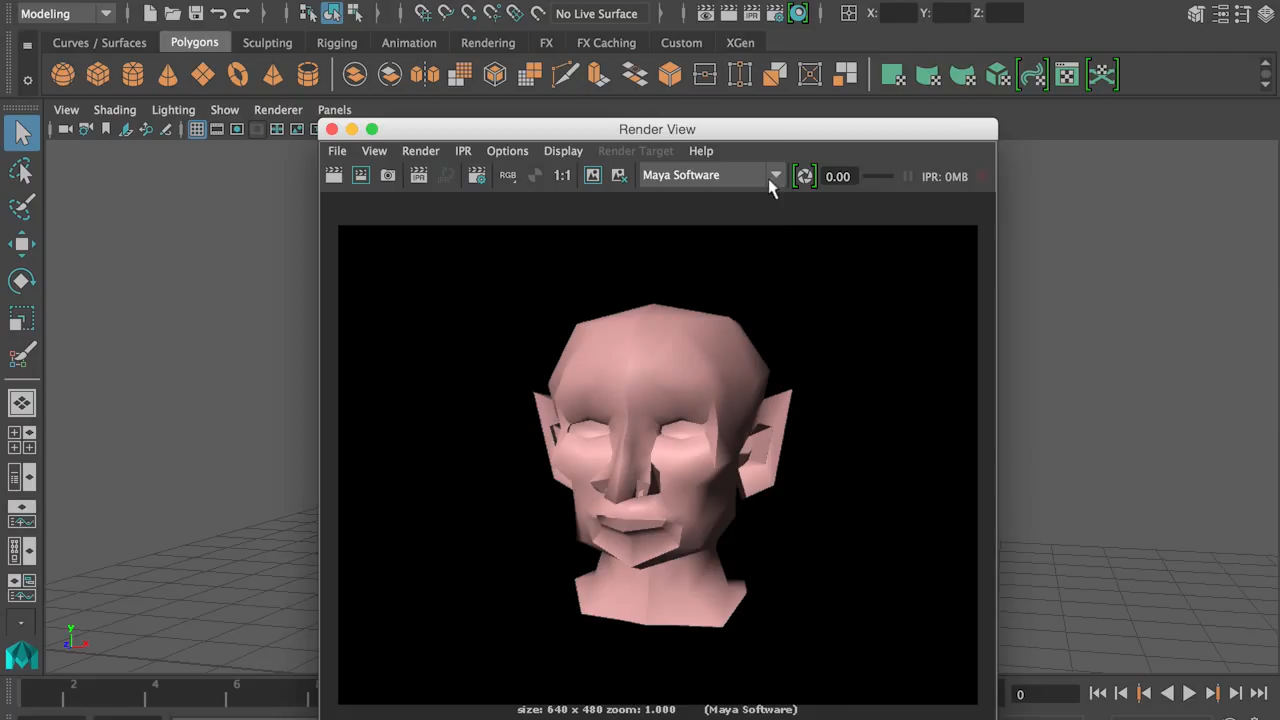 Modeling No Live Surface X: Y: Z:
Curves / Surfaces Polygons Sculpting Rigging Animation Rendering FX FX Caching Custom XGen
View Shading Lighting Show Renderer Panels
Render View
File View Render IPR Options Display Render Target Help
IPR RGB 1:1 Maya Software 0.00 IPR: 0MB
y
z x
2 4 6 8 0
size: 640 x 480 zoom: 1.000 (Maya Software)